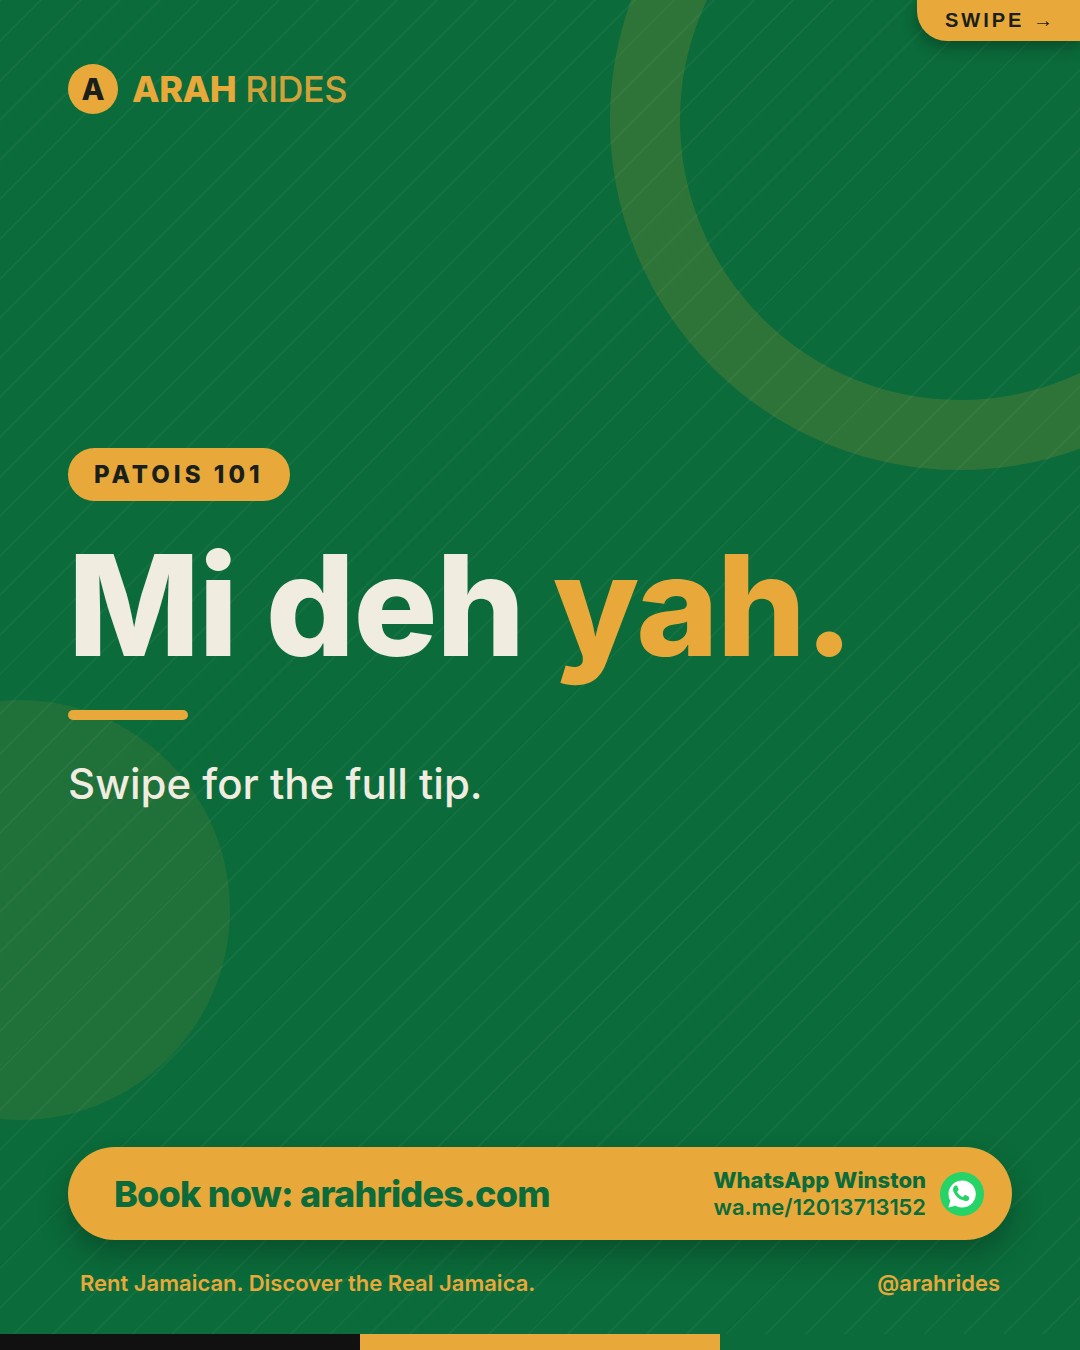 SWIPE →
A ARAH RIDES
PATOIS 101
Mi deh yah.
Swipe for the full tip.
Book now: arahrides.com
WhatsApp Winston
wa.me/12013713152
Rent Jamaican. Discover the Real Jamaica.
@arahrides